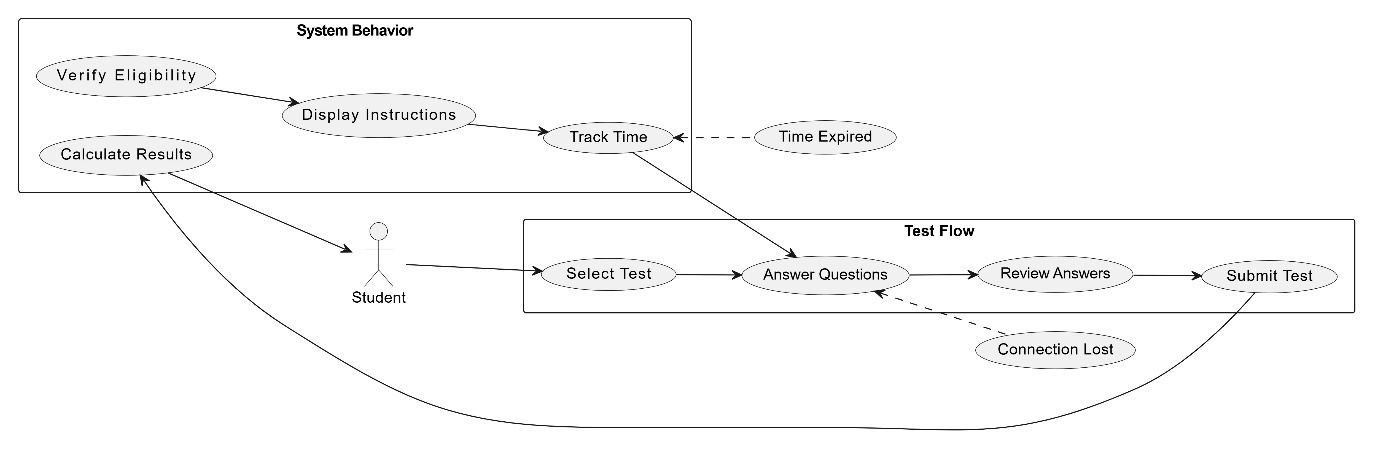 System Behavior
Verify Eligibility
Display Instructions
Track Time
Time Expired
Calculate Results
Student
Test Flow
Select Test
Answer Questions
Review Answers
Submit Test
Connection Lost